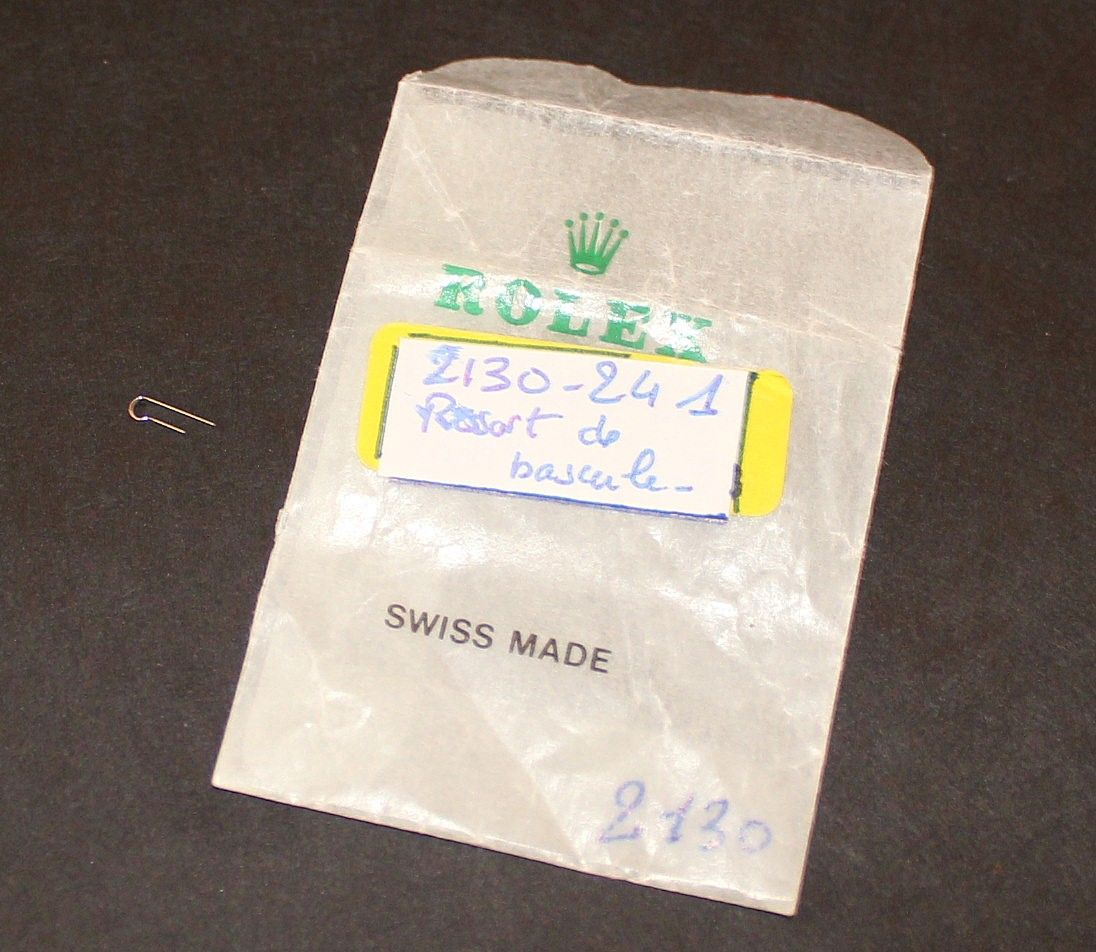 ROLEX
2130-241
Ressort de
bascule-
SWISS MADE
2130